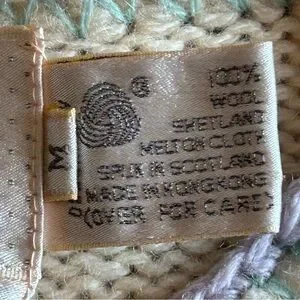 100%
WOOL
SHETLAND
MELTON CLOTH
SPUN IN SCOTLAND
MADE IN HONG KONG
(OVER FOR CARE)
M